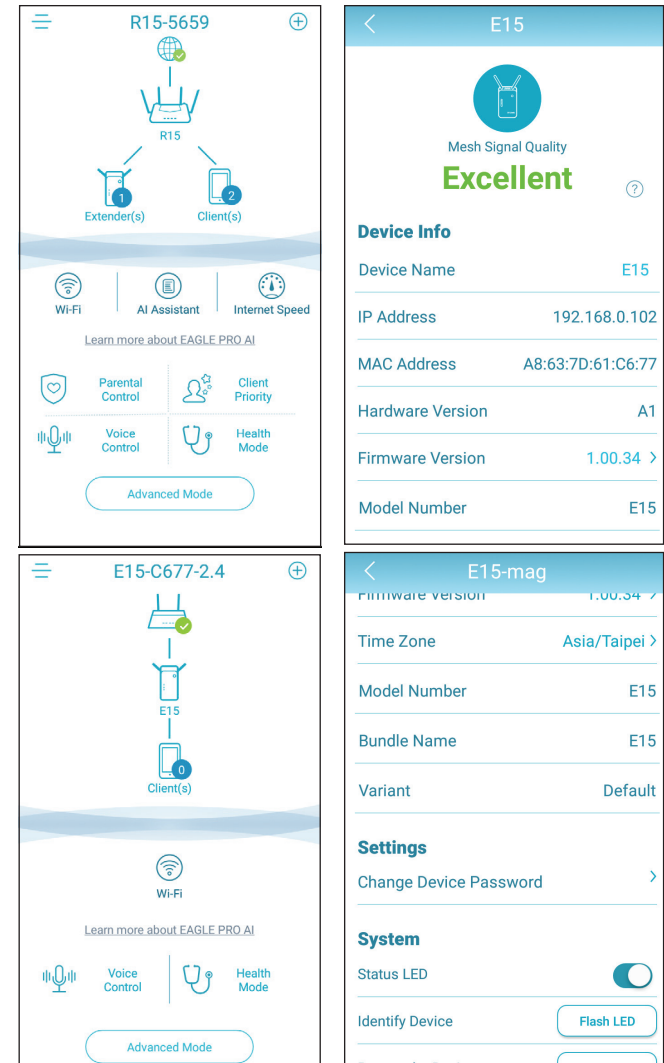 R15-5659
R15
1
2
Extender(s)
Client(s)
Wi-Fi
AI Assistant
Internet Speed
Learn more about EAGLE PRO AI
Parental
Control
Client
Priority
Voice
Control
Health
Mode
Advanced Mode
E15
Mesh Signal Quality
Excellent
?
Device Info
Device Name E15
IP Address 192.168.0.102
MAC Address A8:63:7D:61:C6:77
Hardware Version A1
Firmware Version 1.00.34 >
Model Number E15
E15-C677-2.4
E15
0
Client(s)
Wi-Fi
Learn more about EAGLE PRO AI
Voice
Control
Health
Mode
Advanced Mode
E15-mag
Firmware Version 1.00.34
Time Zone Asia/Taipei >
Model Number E15
Bundle Name E15
Variant Default
Settings
Change Device Password >
System
Status LED
Identify Device Flash LED